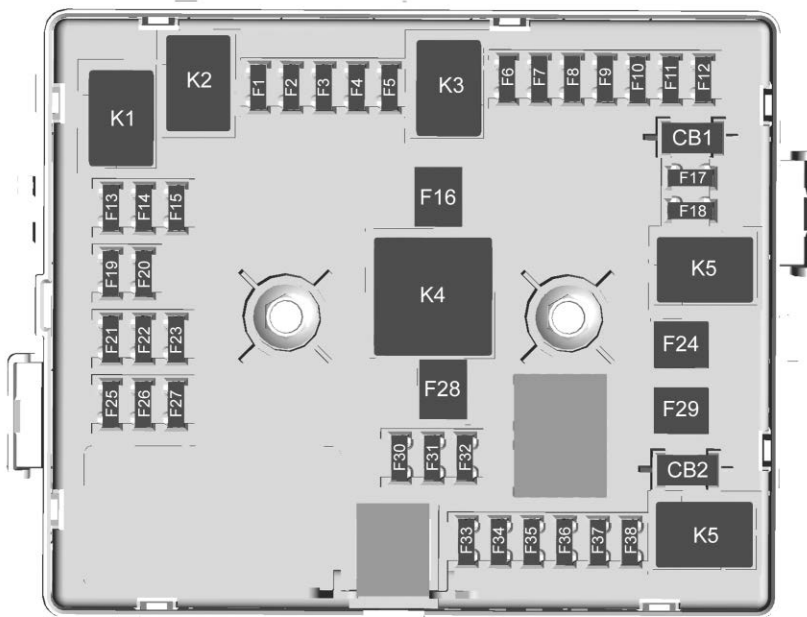 K1
K2
F1 F2 F3 F4 F5
K3
F6 F7 F8 F9 F10 F11 F12
CB1
F17
F18
F13 F14 F15
F16
F19 F20
K4
K5
F21 F22 F23
F24
F25 F26 F27
F28
F29
F30 F31 F32
CB2
F33 F34 F35 F36 F37 F38
K5